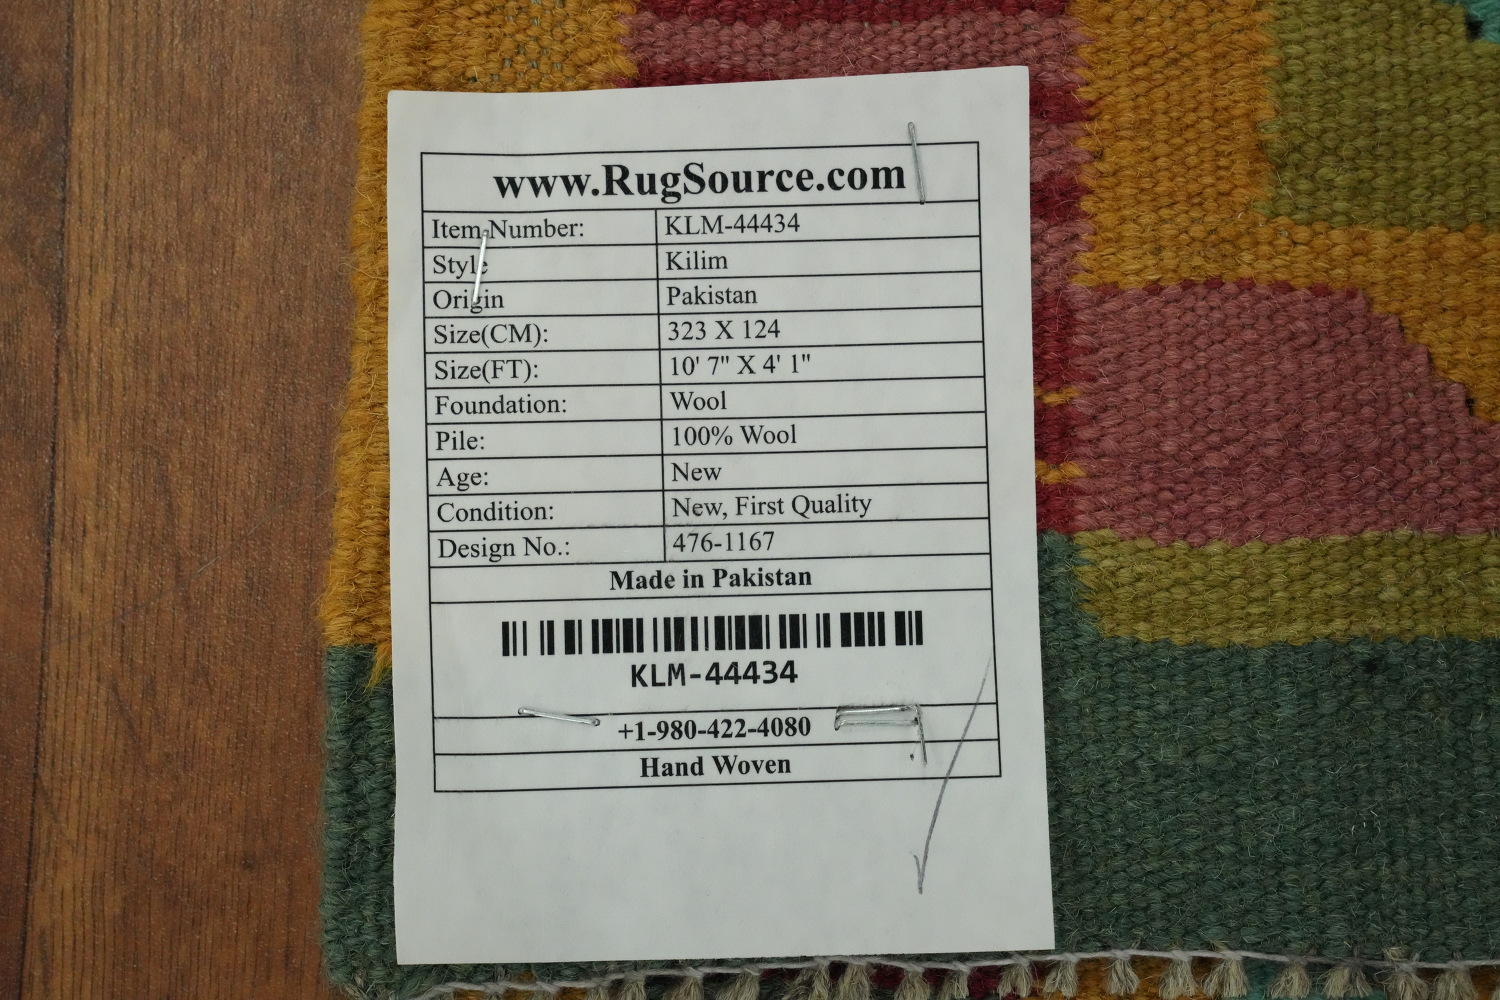 www.RugSource.com
Item Number: KLM-44434
Style Kilim
Origin Pakistan
Size(CM): 323 X 124
Size(FT): 10' 7" X 4' 1"
Foundation: Wool
Pile: 100% Wool
Age: New
Condition: New, First Quality
Design No.: 476-1167
Made in Pakistan
KLM-44434
+1-980-422-4080
Hand Woven